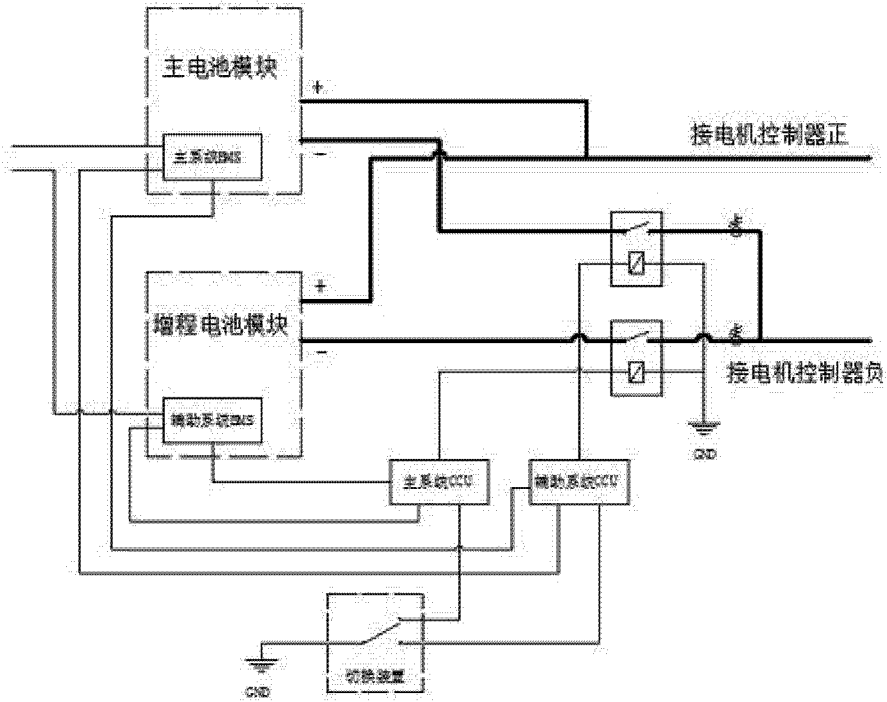 主电池模块
+
主系统BMS
−
接电机控制器正
增程电池模块
+
−
接电机控制器负
辅助系统BMS
GND
主系统CCU
辅助系统CCU
切换装置
GND